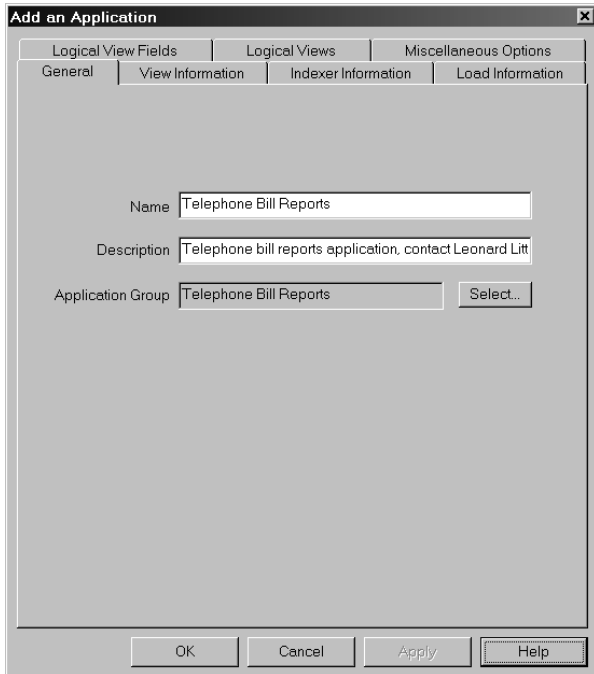 Add an Application
Logical View Fields Logical Views Miscellaneous Options
General View Information Indexer Information Load Information
Name Telephone Bill Reports
Description Telephone bill reports application, contact Leonard Litt
Application Group Telephone Bill Reports Select...
OK Cancel Apply Help